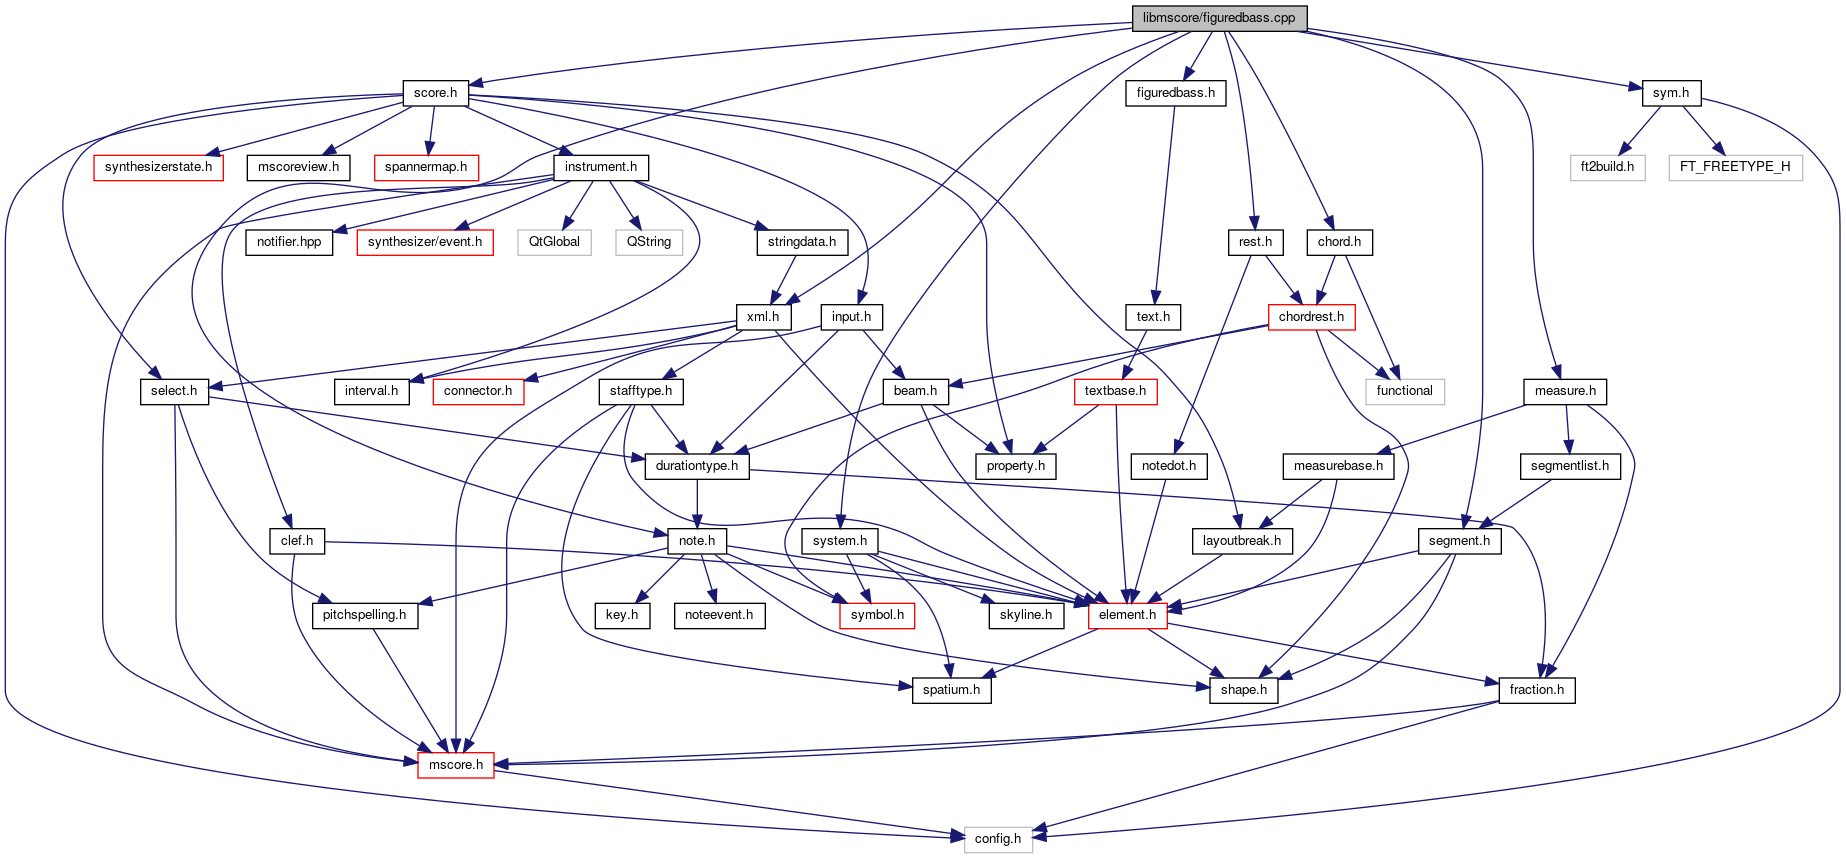 libmscore/figuredbass.cpp
score.h
figuredbass.h
sym.h
synthesizerstate.h
mscoreview.h
spannermap.h
instrument.h
ft2build.h
FT_FREETYPE_H
notifier.hpp
synthesizer/event.h
QtGlobal
QString
stringdata.h
rest.h
chord.h
xml.h
input.h
text.h
chordrest.h
select.h
interval.h
connector.h
stafftype.h
beam.h
textbase.h
functional
measure.h
durationtype.h
property.h
notedot.h
measurebase.h
segmentlist.h
clef.h
note.h
system.h
layoutbreak.h
segment.h
pitchspelling.h
key.h
noteevent.h
symbol.h
skyline.h
element.h
spatium.h
shape.h
fraction.h
mscore.h
config.h